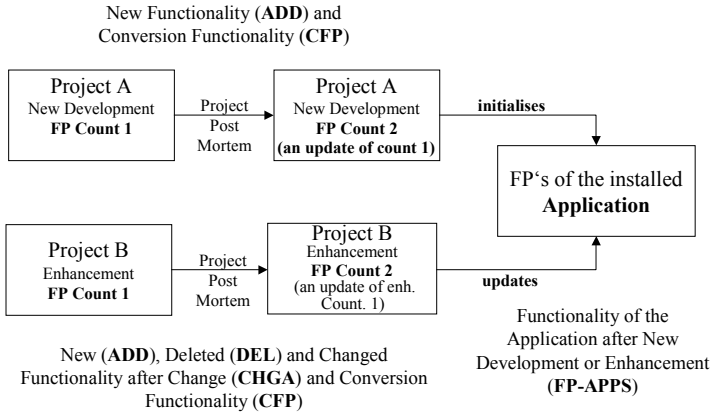 New Functionality (ADD) and
Conversion Functionality (CFP)
Project A
New Development
FP Count 1
Project
Post
Mortem
Project A
New Development
FP Count 2
(an update of count 1)
initialises
FP‘s of the installed
Application
Project B
Enhancement
FP Count 1
Project
Post
Mortem
Project B
Enhancement
FP Count 2
(an update of enh.
Count. 1)
updates
New (ADD), Deleted (DEL) and Changed
Functionality after Change (CHGA) and Conversion
Functionality (CFP)
Functionality of the
Application after New
Development or Enhancement
(FP-APPS)